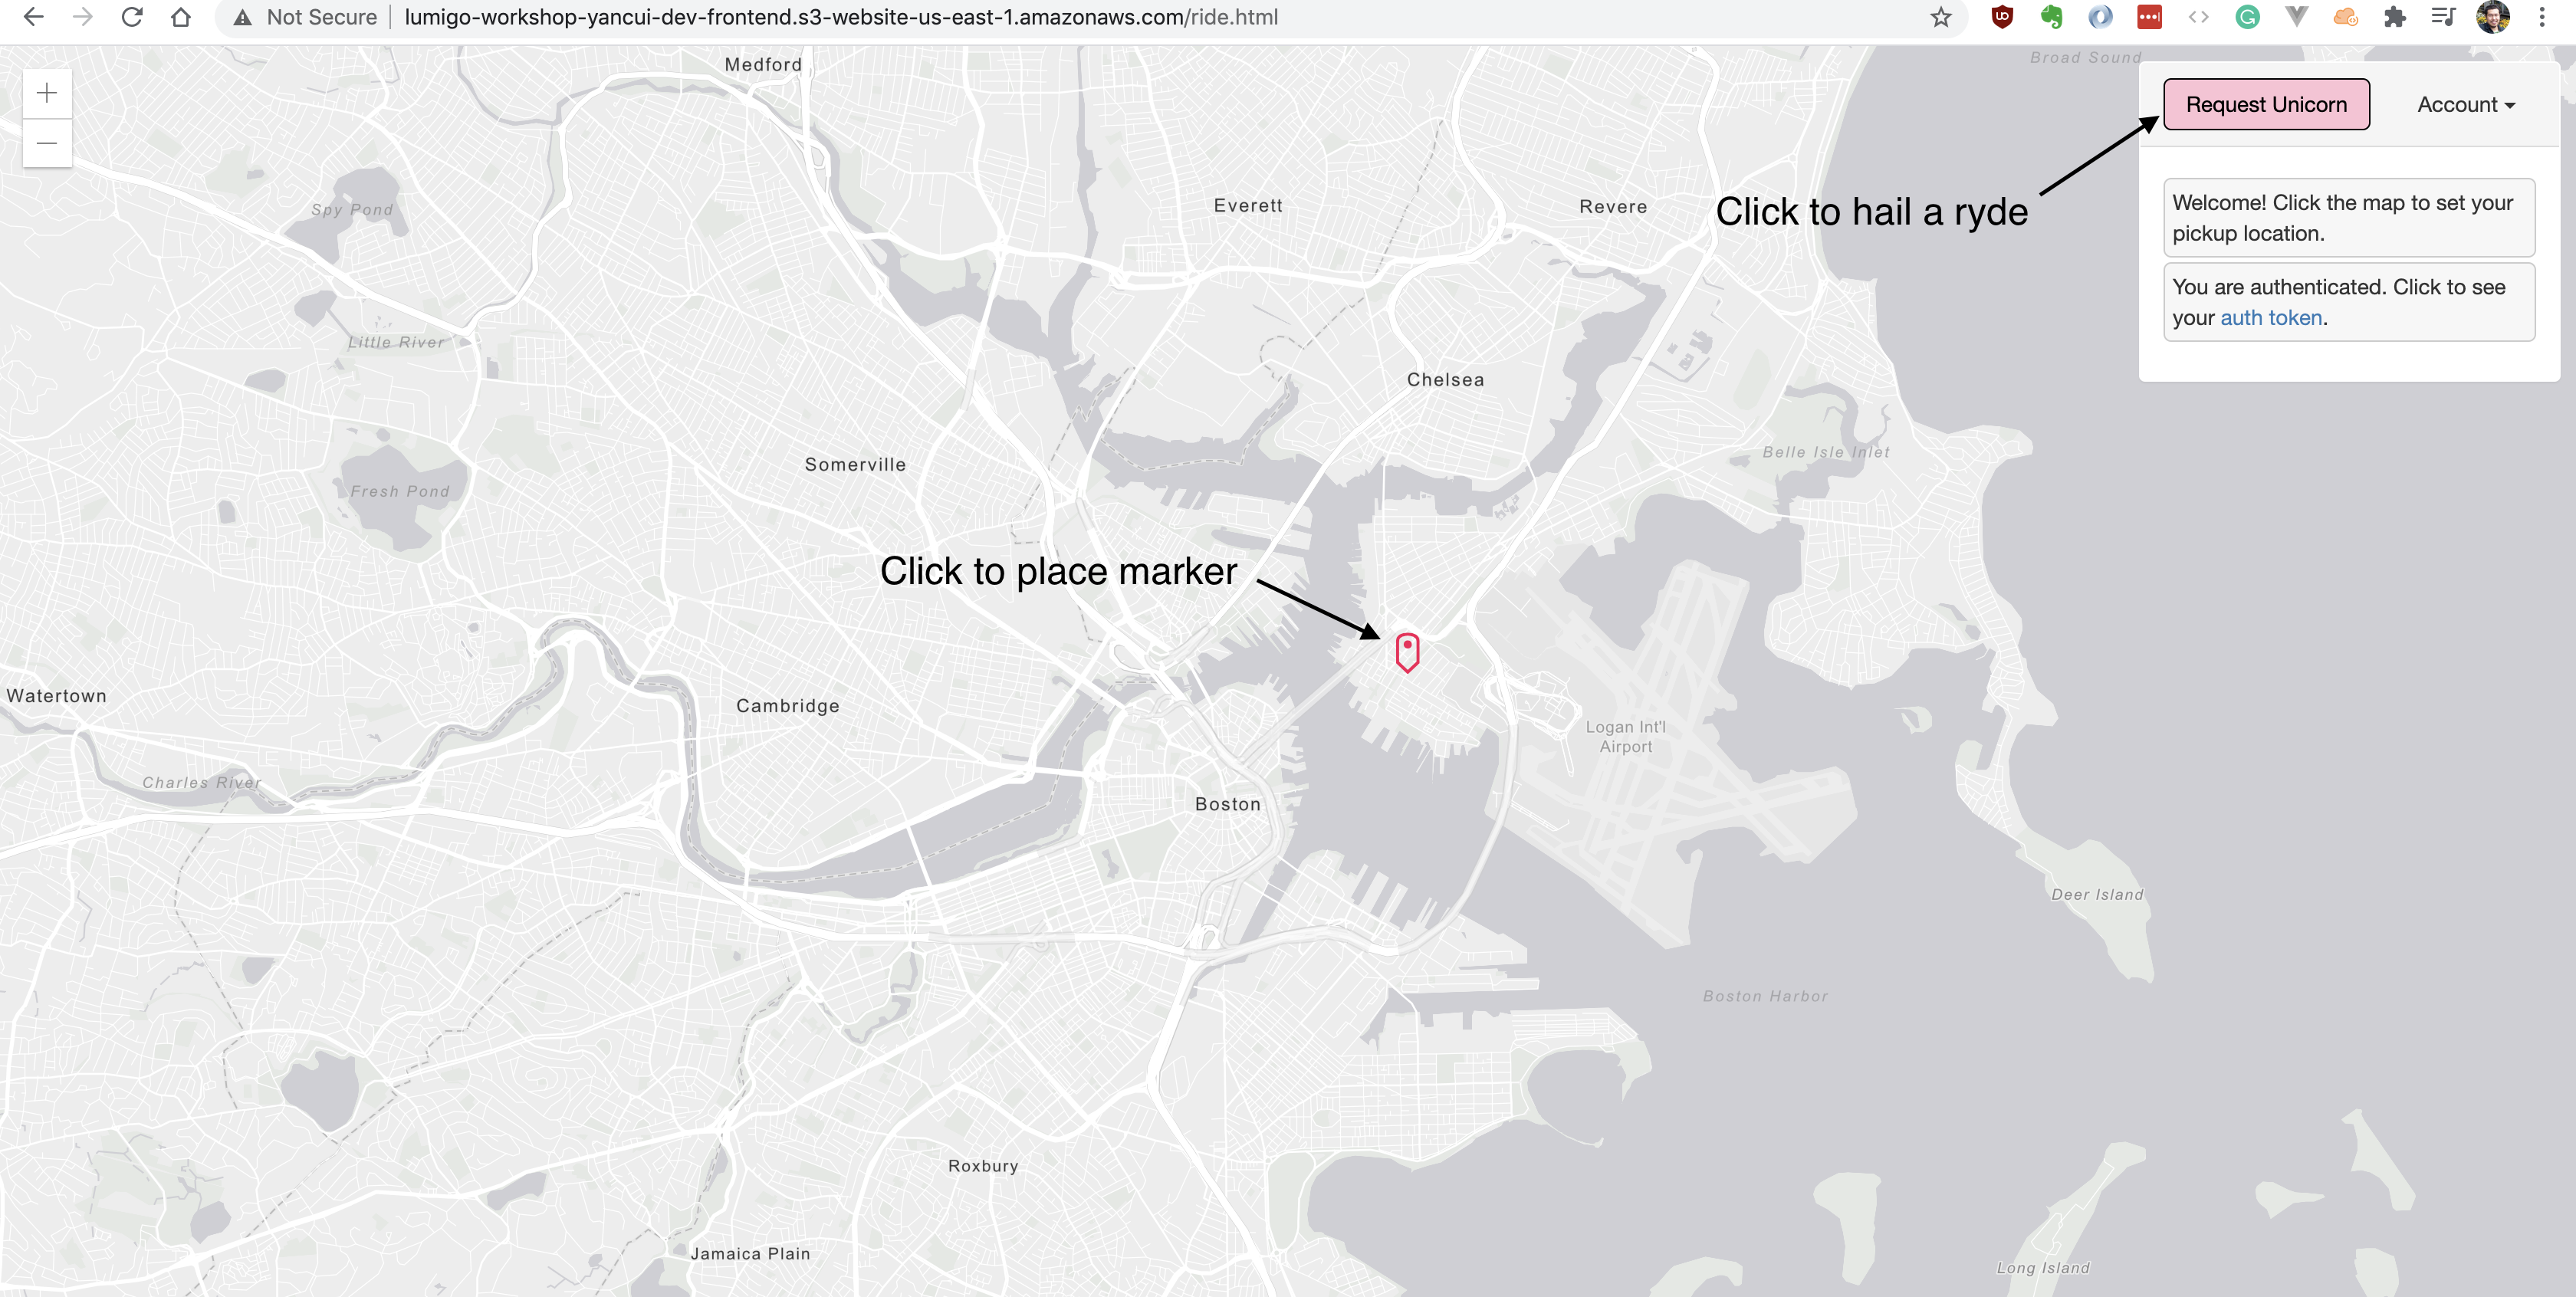 Not Secure
lumigo-workshop-yancui-dev-frontend.s3-website-us-east-1.amazonaws.com/ride.html
Broad Sound
Medford
Request Unicorn
Account
Welcome! Click the map to set your
pickup location.
You are authenticated. Click to see
your auth token.
Click to hail a ryde
Spy Pond
Everett
Revere
Little River
Chelsea
Belle Isle Inlet
Somerville
Fresh Pond
Click to place marker
Watertown
Cambridge
Logan Int'l
Airport
Charles River
Boston
Deer Island
Boston Harbor
Roxbury
Jamaica Plain
Long Island